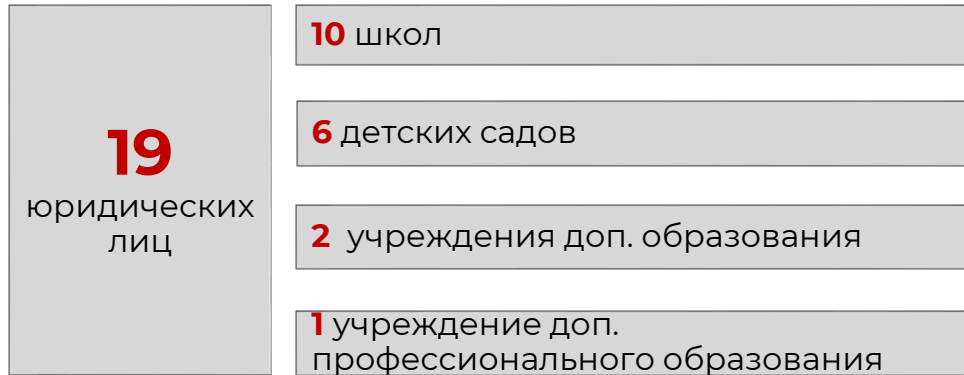 19
юридических
лиц
10 школ
6 детских садов
2 учреждения доп. образования
1 учреждение доп.
профессионального образования